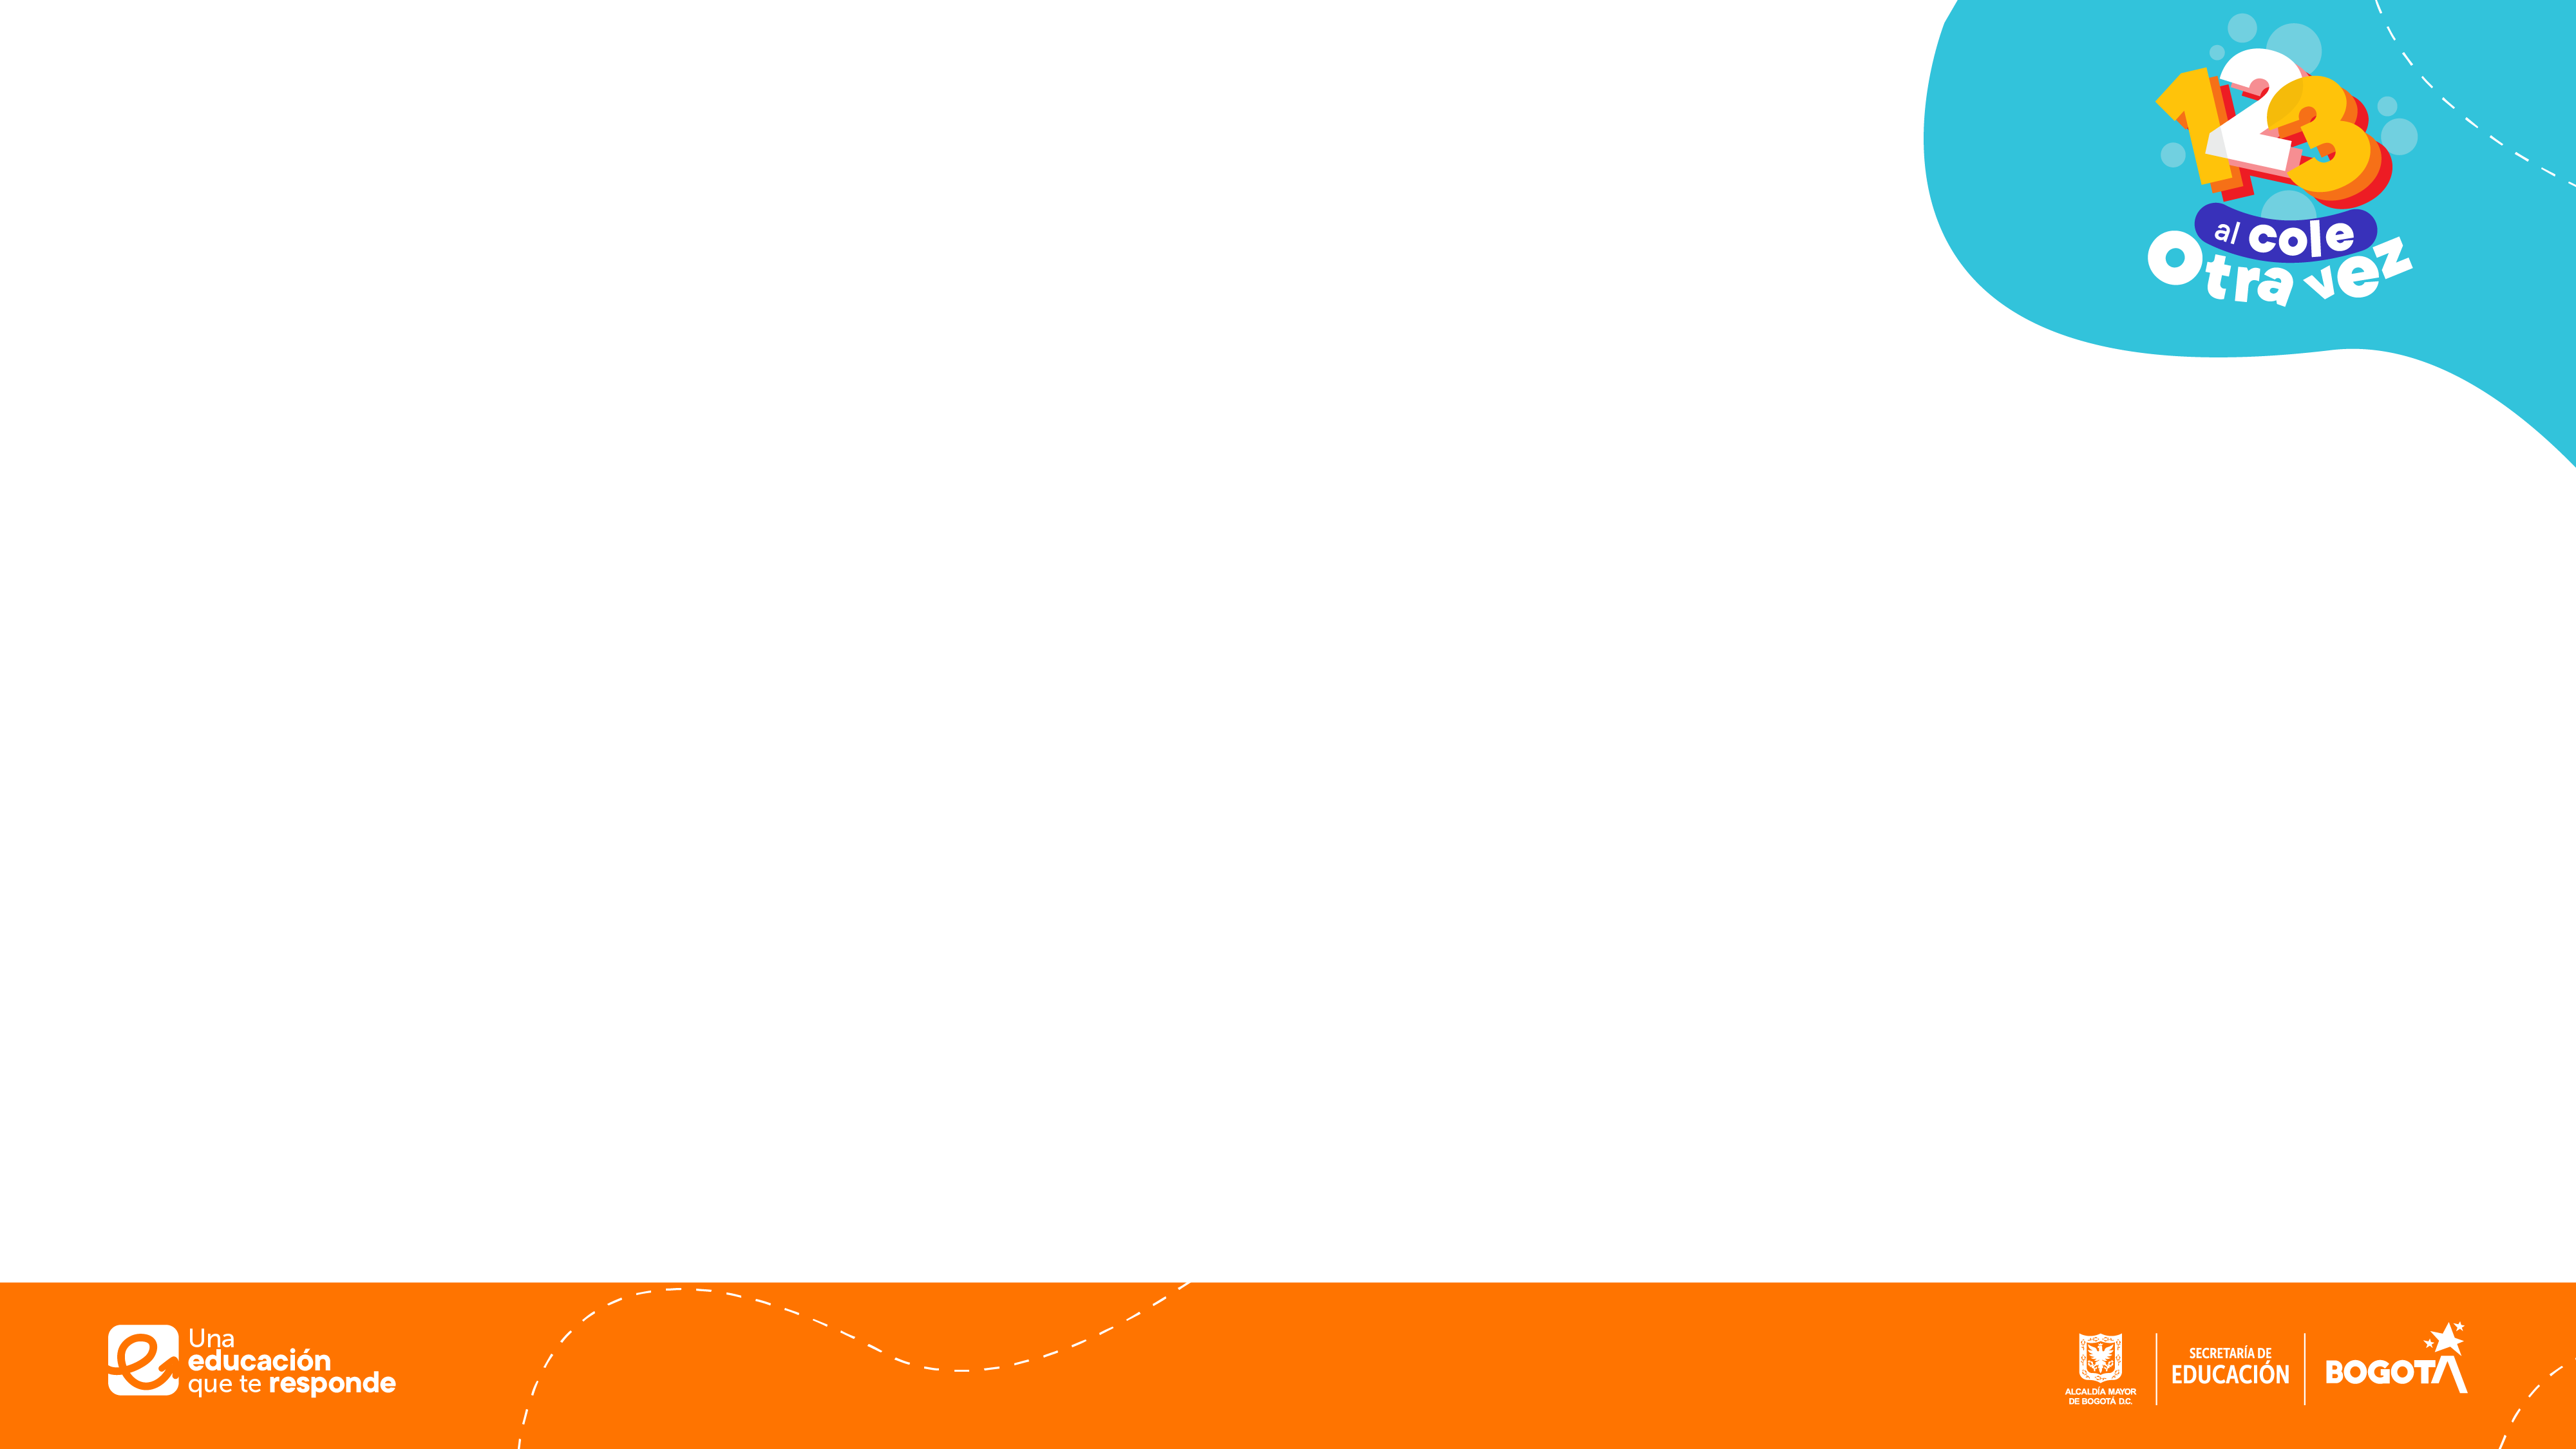 123
al cole
Otra vez
Una
educación
que te responde
ALCALDÍA MAYOR
DE BOGOTÁ D.C.
SECRETARÍA DE
EDUCACIÓN
BOGOTÁ